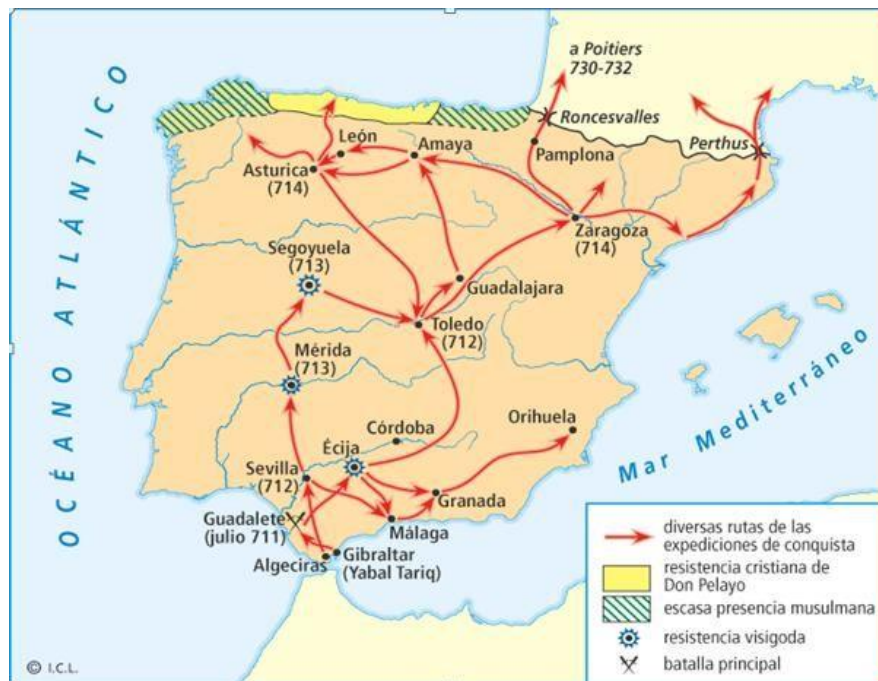 a Poitiers
730-732
Roncesvalles
Perthus
Pamplona
León
Amaya
Asturica
(714)
Zaragoza
(714)
Segoyuela
(713)
Guadalajara
Toledo
(712)
Mérida
(713)
Orihuela
Córdoba
Écija
Sevilla
(712)
Granada
Guadalete
(julio 711)
Málaga
Algeciras
Gibraltar
(Yabal Tariq)
OCÉANO ATLÁNTICO
Mar Mediterráneo
diversas rutas de las
expediciones de conquista
resistencia cristiana de
Don Pelayo
escasa presencia musulmana
resistencia visigoda
batalla principal
© I.C.L.